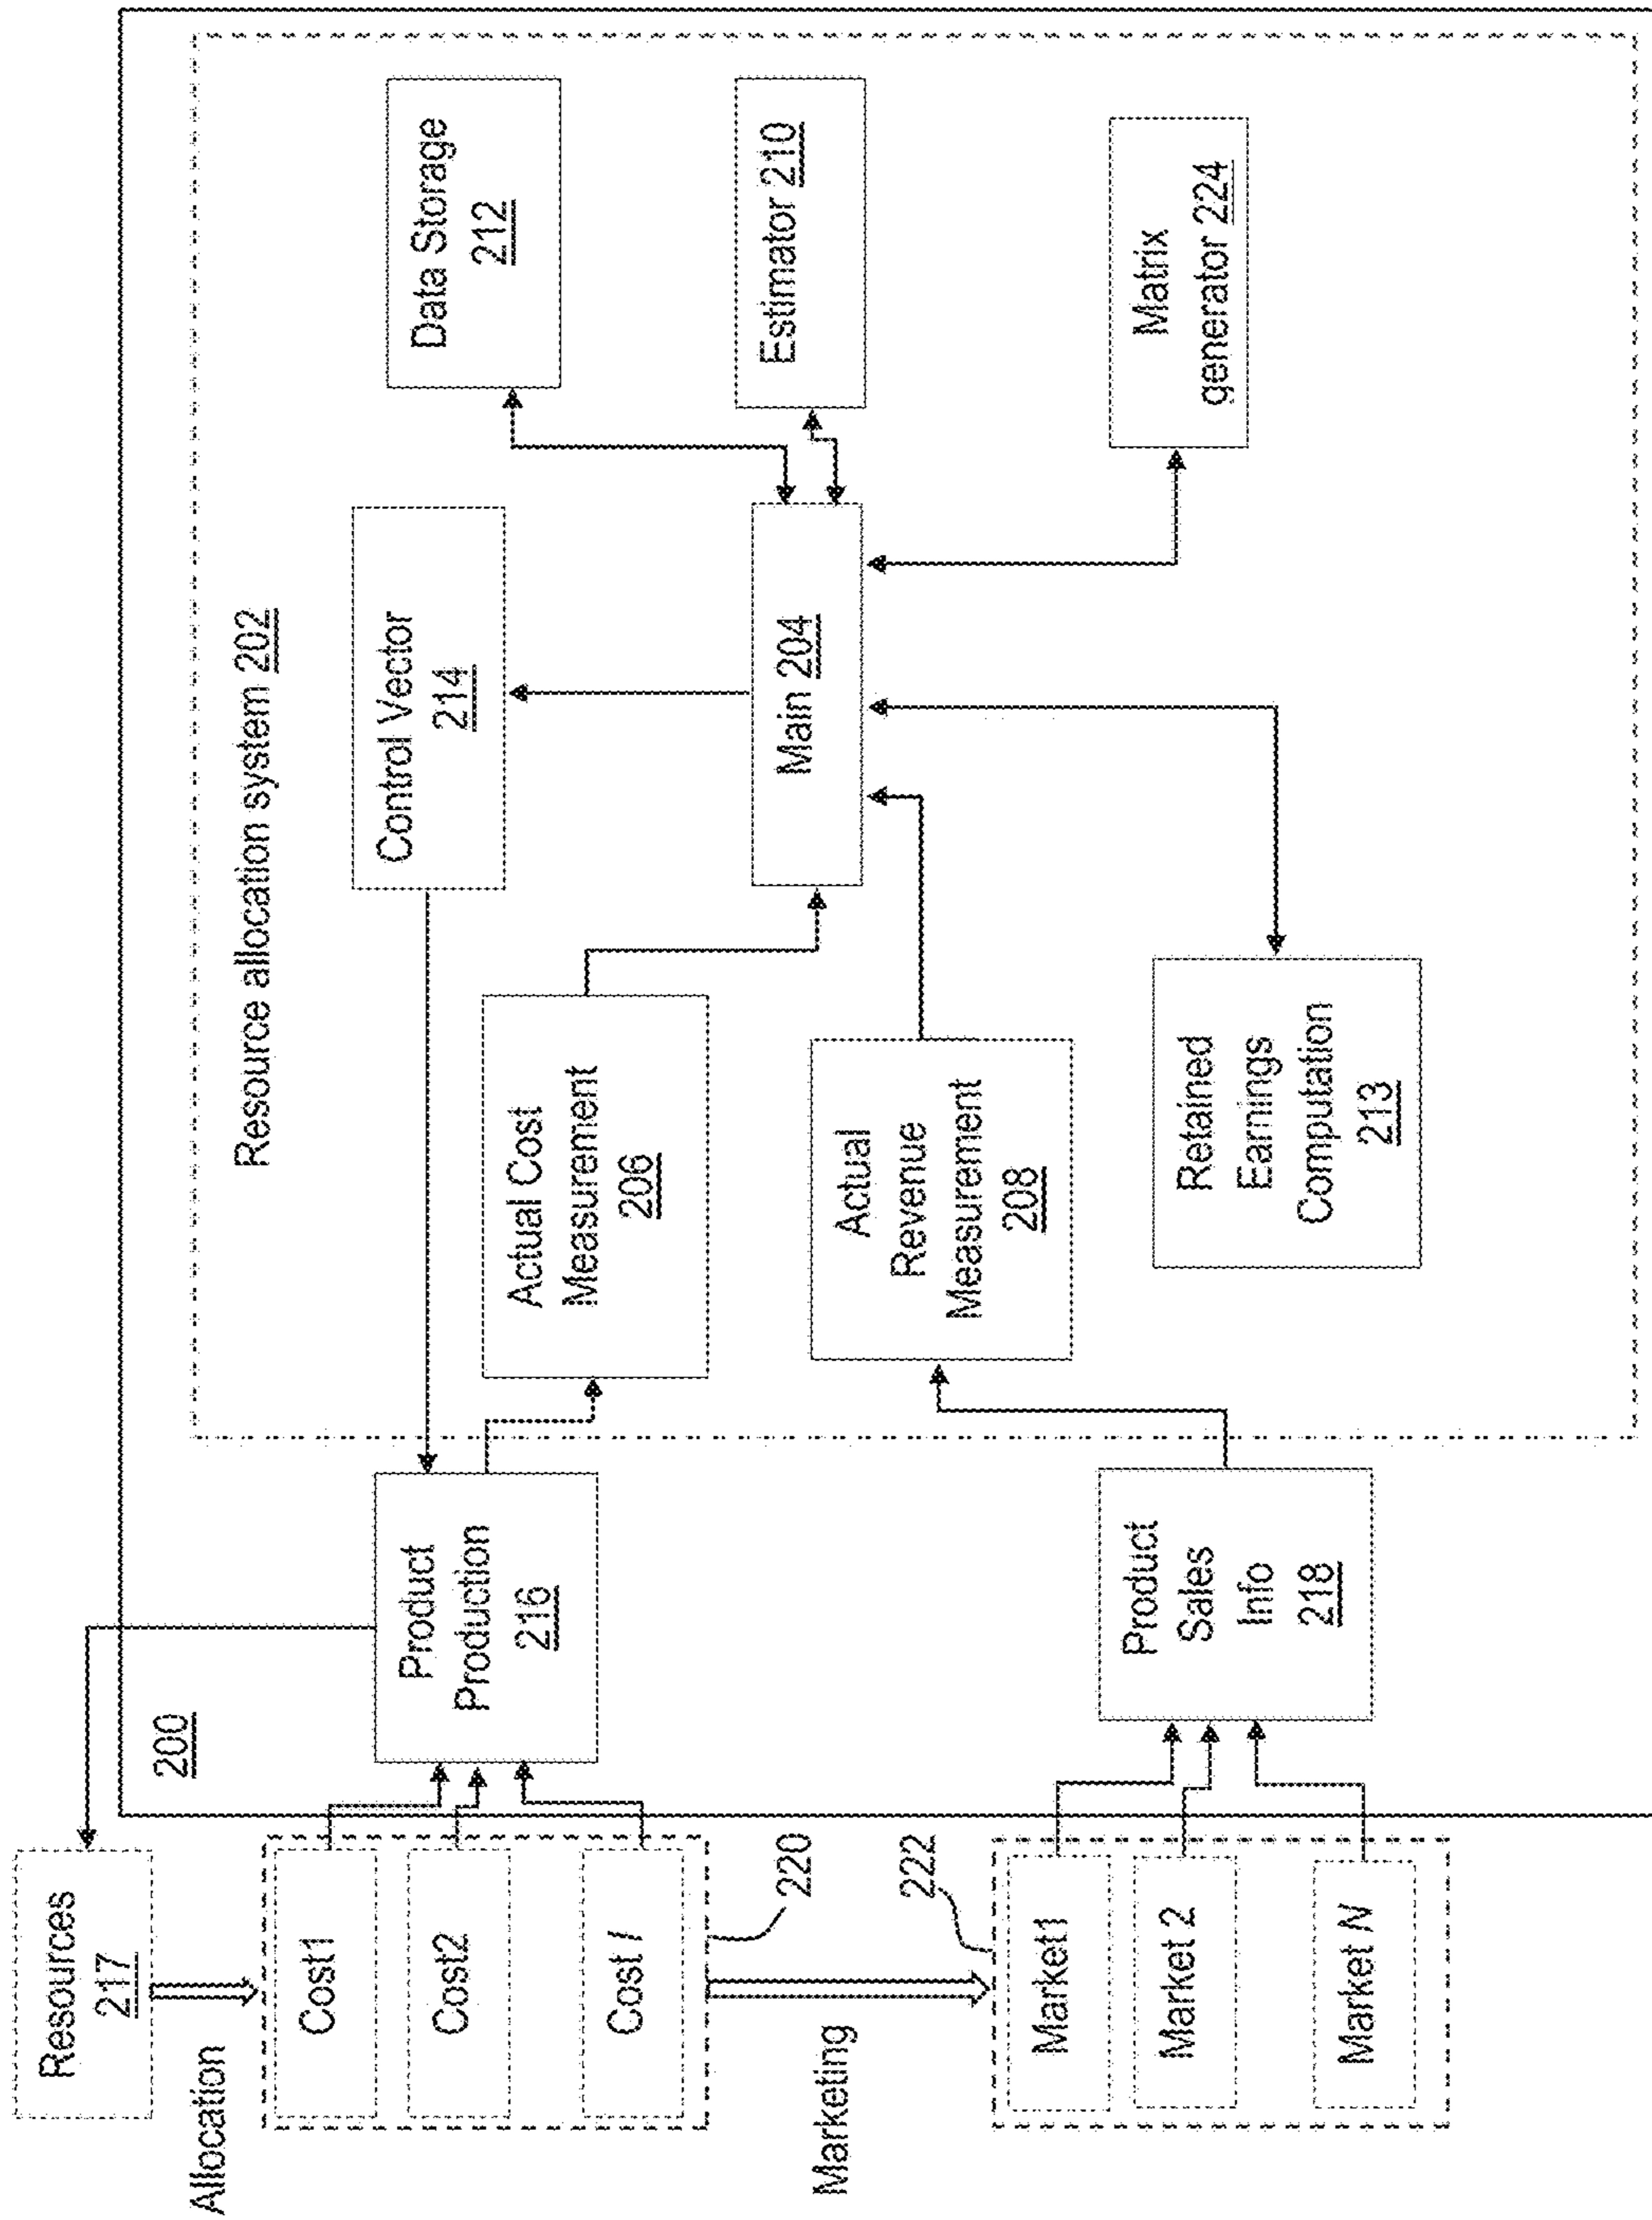 Resources
217
Allocation
Cost1
Cost2
Cost I
220
Marketing
222
Market1
Market 2
Market N
200
Product
Production
216
Product
Sales
Info
218
Resource allocation system 202
Control Vector
214
Data Storage
212
Actual Cost
Measurement
206
Main 204
Estimator 210
Actual
Revenue
Measurement
208
Retained
Earnings
Computation
213
Matrix
generator 224